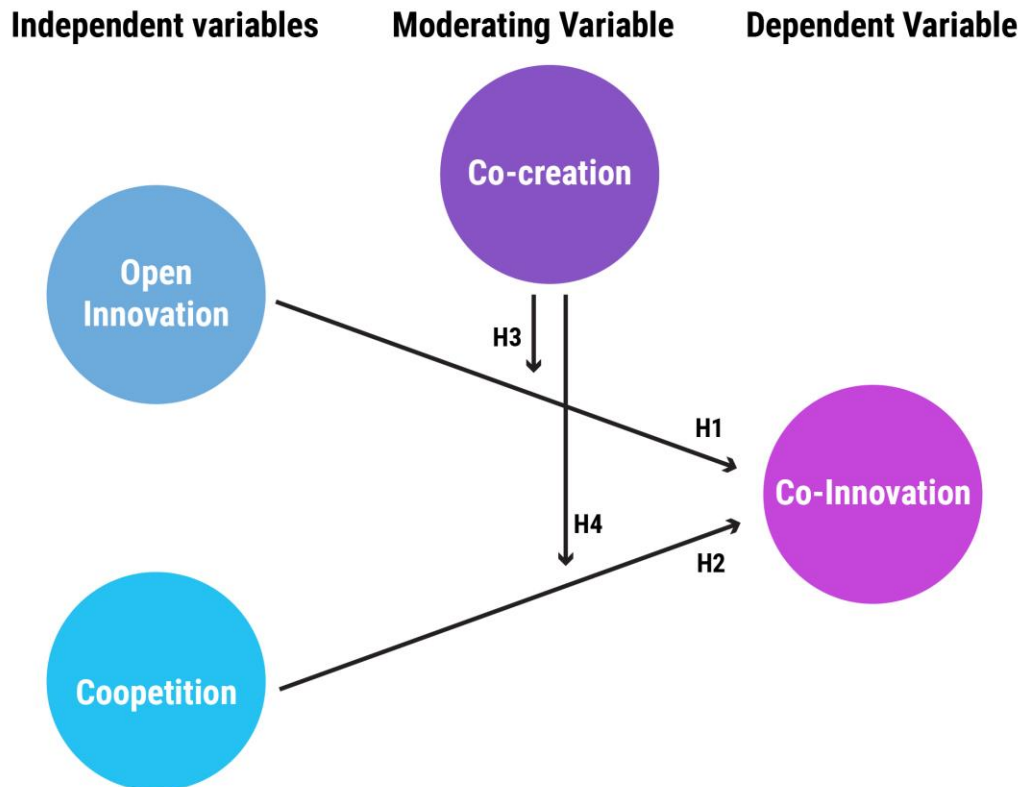 Independent variables
Moderating Variable
Dependent Variable
Co-creation
Open
Innovation
H3
H1
Co-Innovation
H4
H2
Coopetition